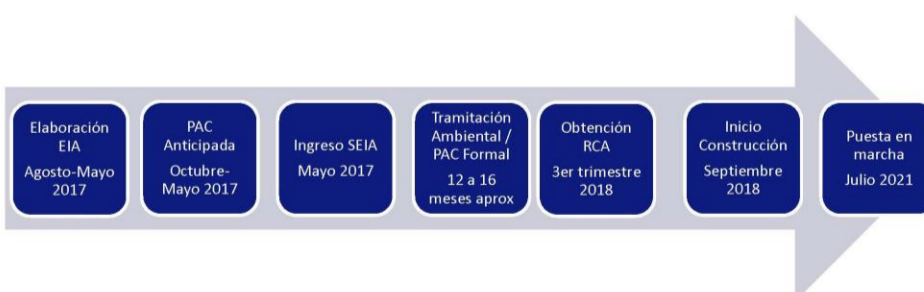 Elaboración
EIA
Agosto-Mayo
2017
PAC
Anticipada
Octubre-
Mayo 2017
Ingreso SEIA
Mayo 2017
Tramitación
Ambiental /
PAC Formal
12 a 16
meses aprox
Obtención
RCA
3er trimestre
2018
Inicio
Construcción
Septiembre
2018
Puesta en
marcha
Julio 2021